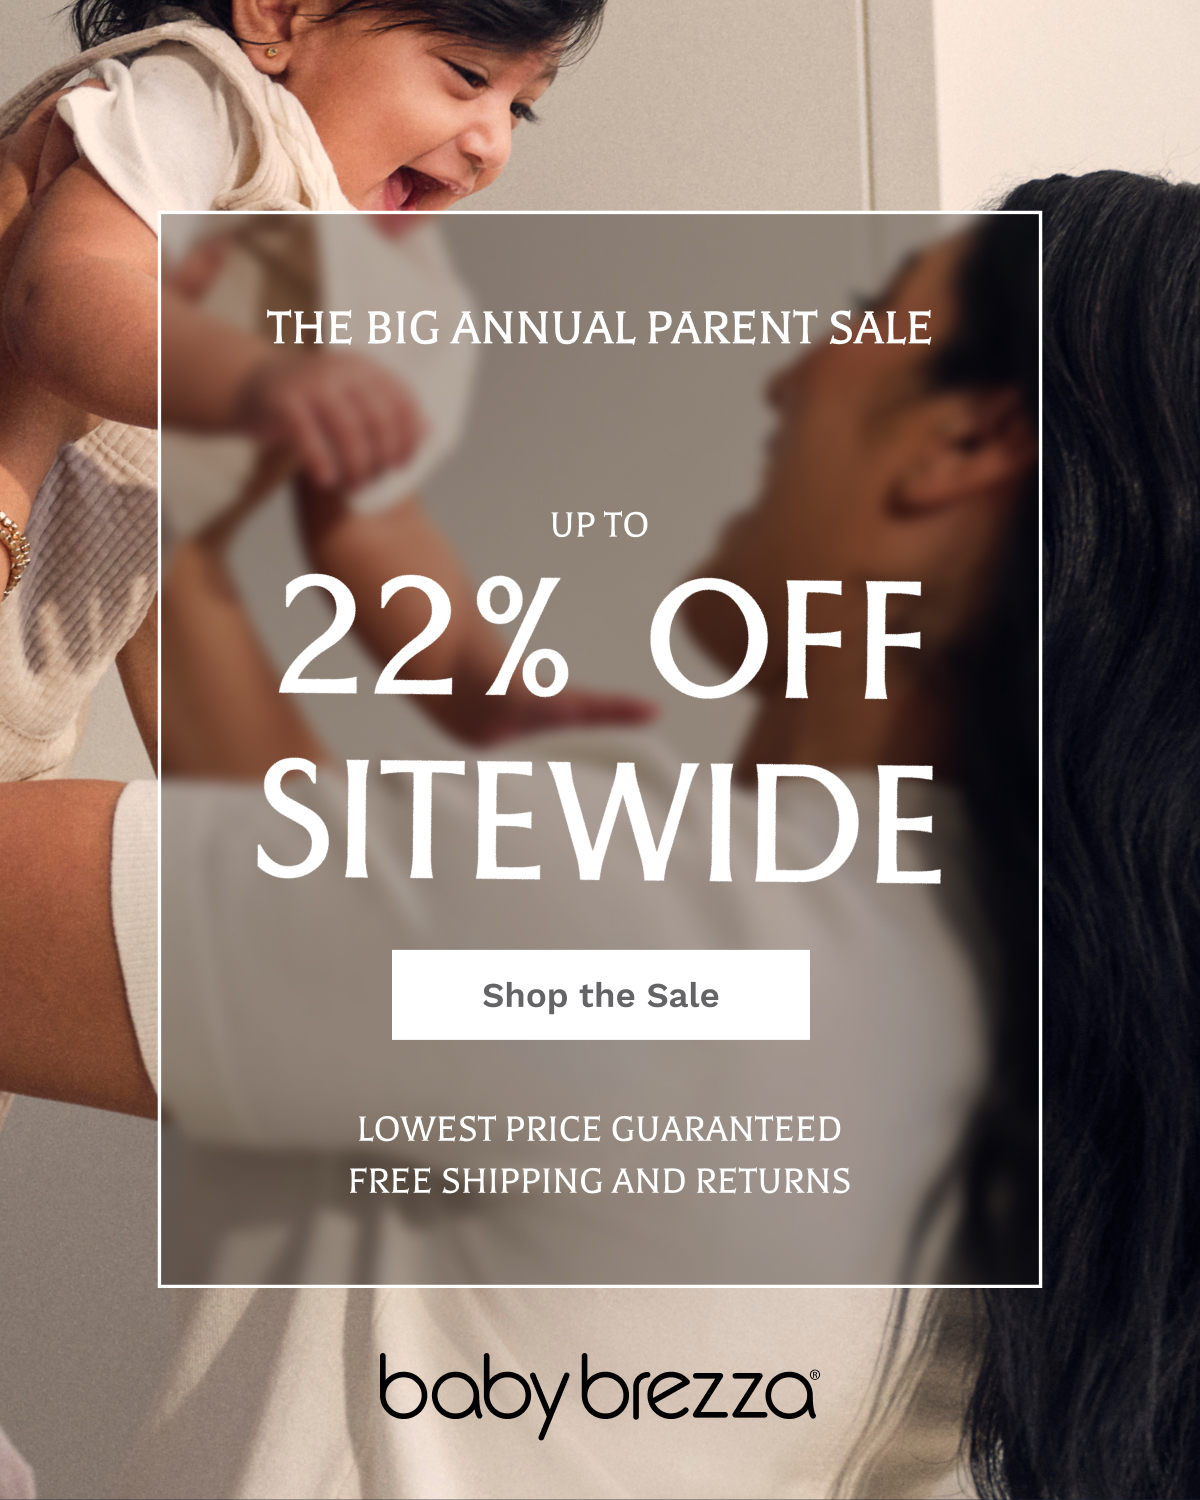 THE BIG ANNUAL PARENT SALE
UP TO
22% OFF
SITEWIDE
Shop the Sale
LOWEST PRICE GUARANTEED
FREE SHIPPING AND RETURNS
baby brezza®